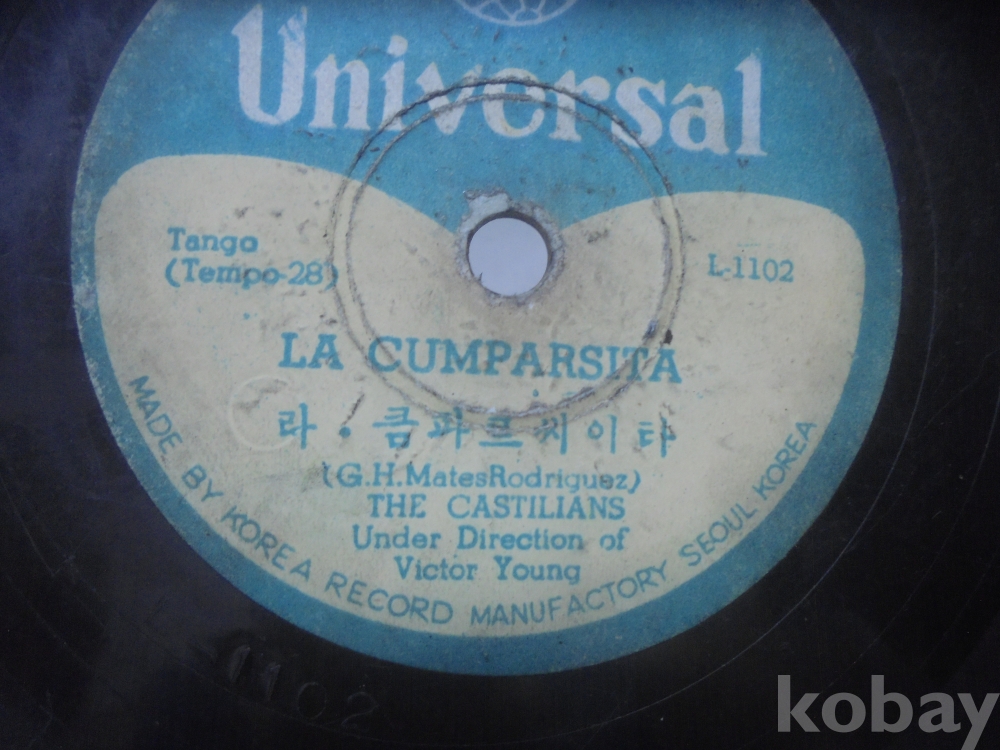 Universal
Tango
(Tempo-28)
L-1102
LA CUMPARSITA
라 · 큼파르시이타
(G.H.MatesRodriguez)
THE CASTILIANS
Under Direction of
Victor Young
MADE BY KOREA RECORD MANUFACTORY SEOUL KOREA
1102
kobay